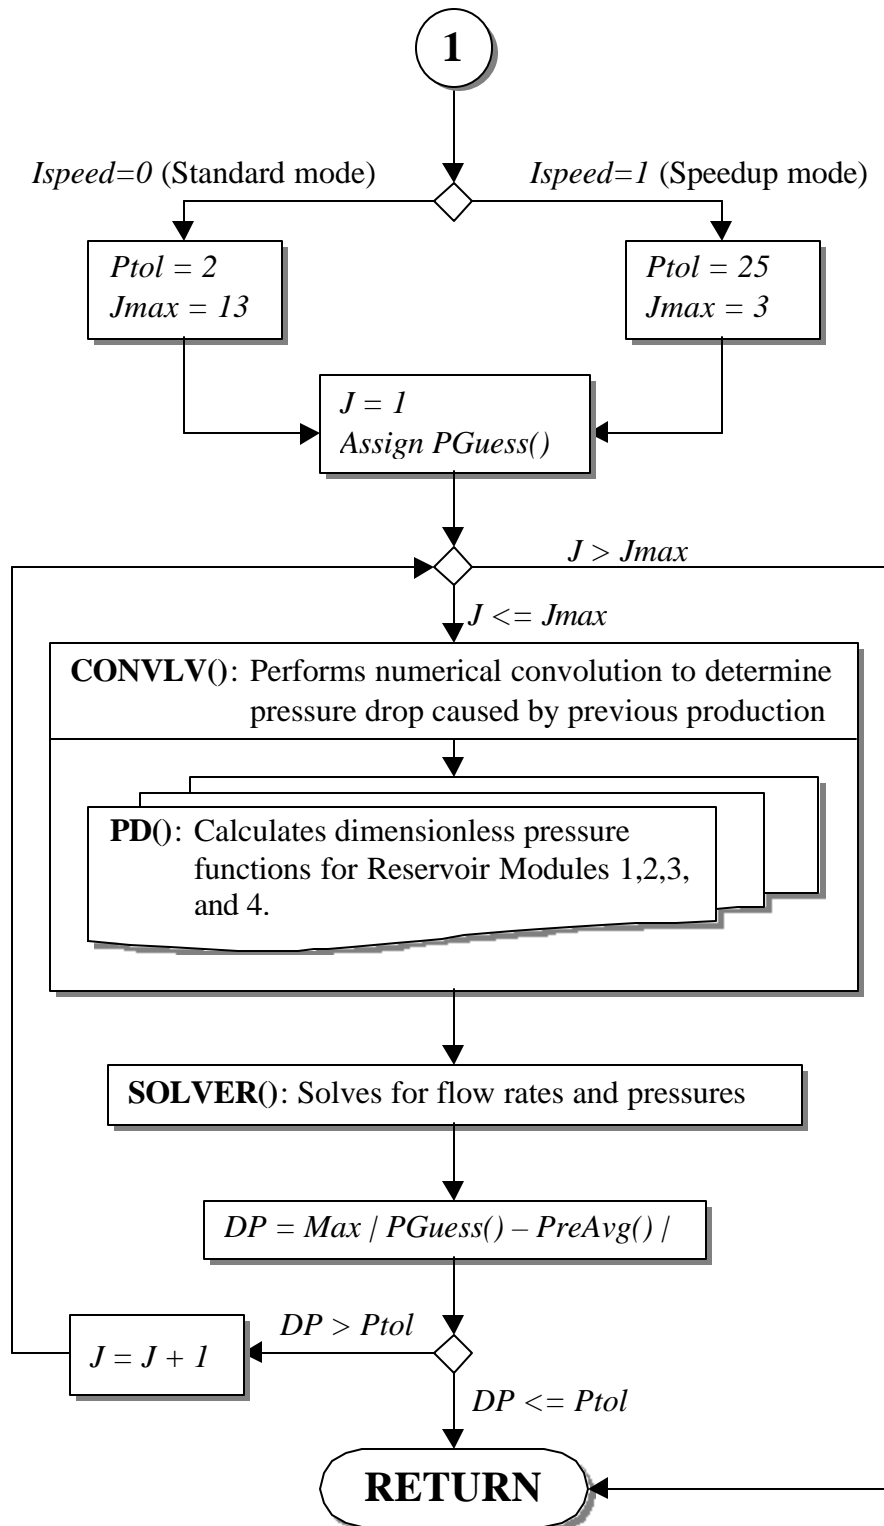 1
Ispeed=0 (Standard mode)
Ispeed=1 (Speedup mode)
Ptol = 2
Jmax = 13
Ptol = 25
Jmax = 3
J = 1
Assign PGuess()
J > Jmax
J <= Jmax
CONVLV(): Performs numerical convolution to determine
pressure drop caused by previous production
PD(): Calculates dimensionless pressure
functions for Reservoir Modules 1,2,3,
and 4.
SOLVER(): Solves for flow rates and pressures
DP = Max | PGuess() – PreAvg() |
DP > Ptol
J = J + 1
DP <= Ptol
RETURN